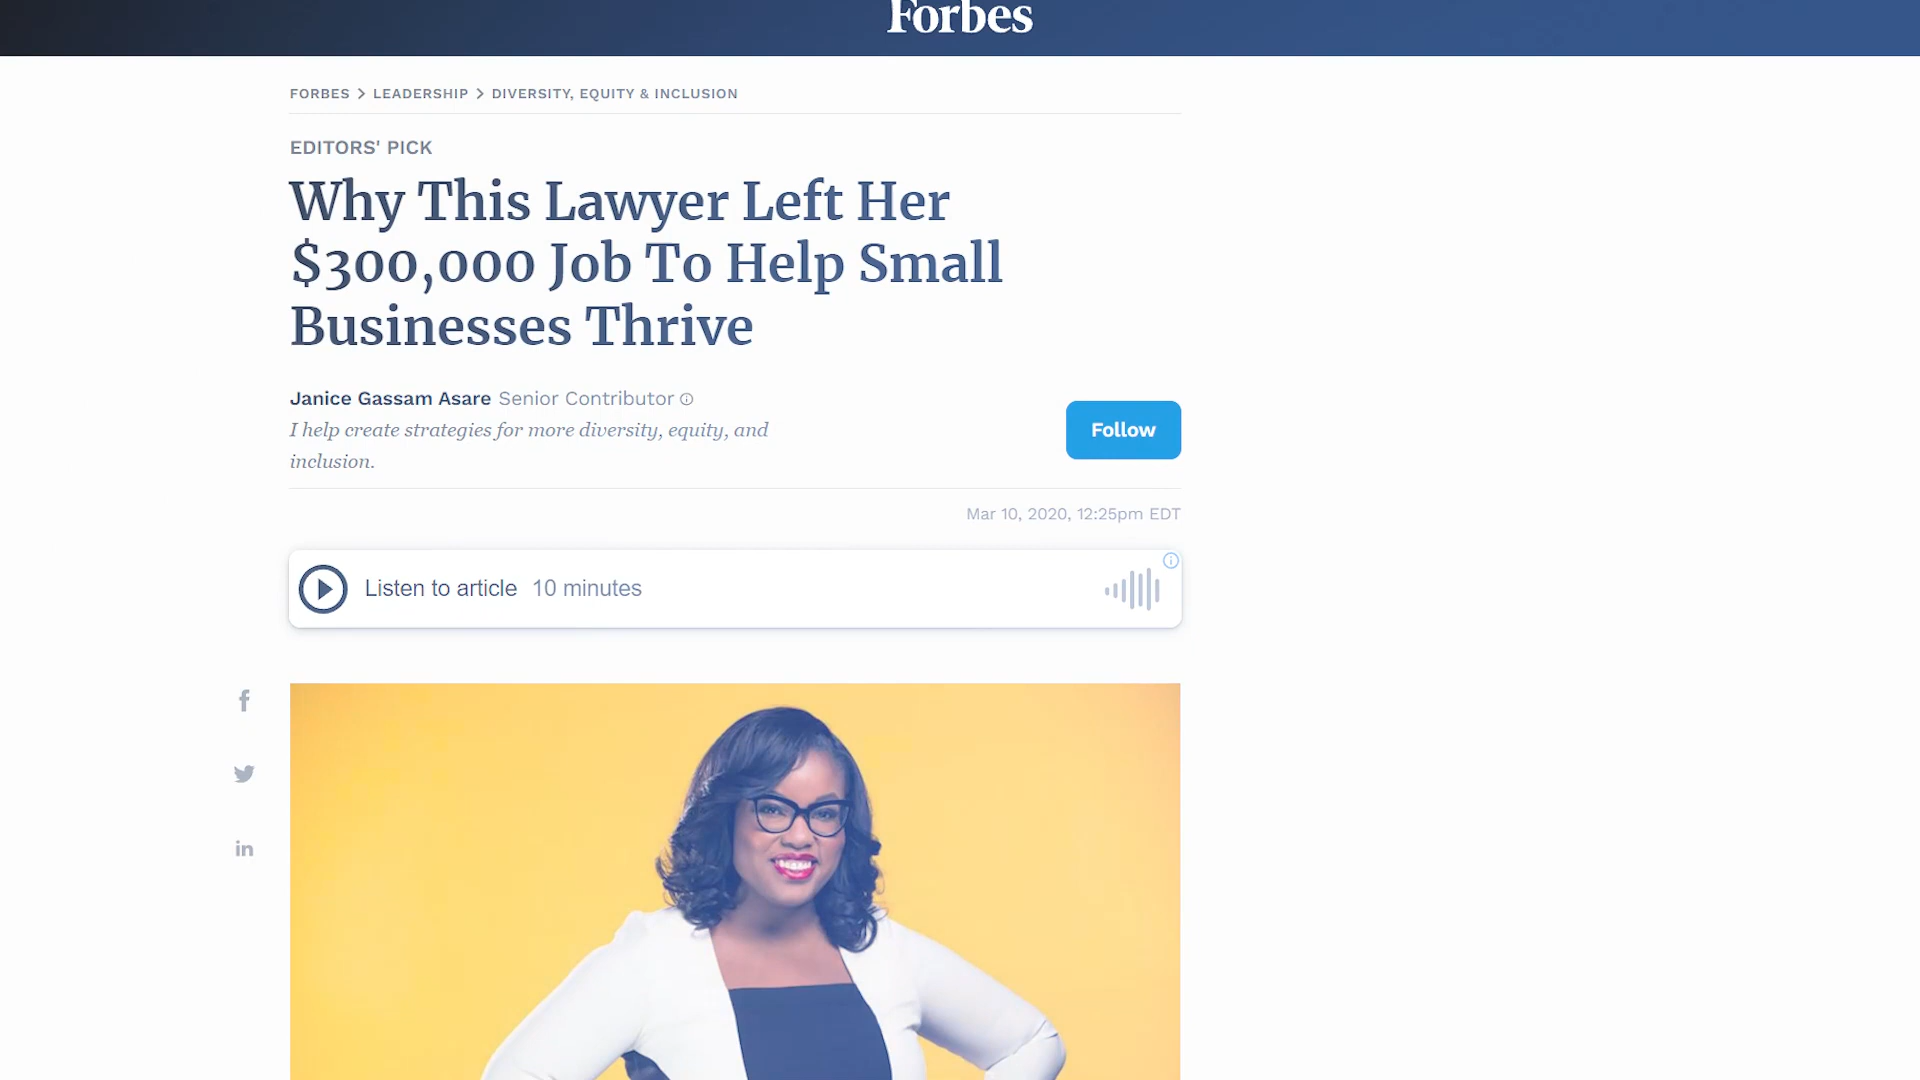 Forbes
FORBES > LEADERSHIP > DIVERSITY, EQUITY & INCLUSION
EDITORS' PICK
Why This Lawyer Left Her
$300,000 Job To Help Small
Businesses Thrive
Janice Gassam Asare Senior Contributor
I help create strategies for more diversity, equity, and
inclusion.
Follow
Mar 10, 2020, 12:25pm EDT
Listen to article 10 minutes